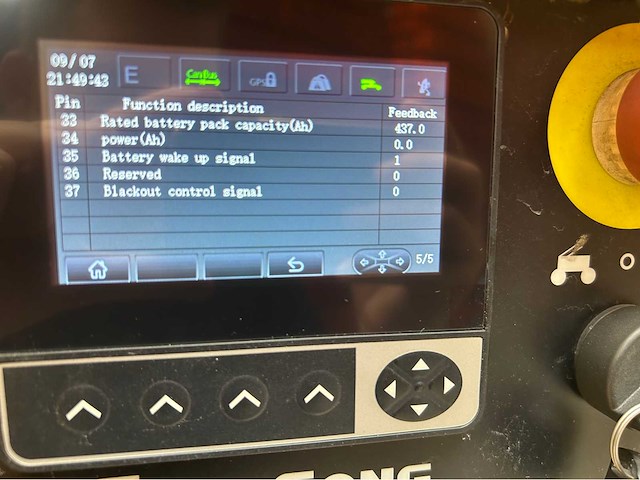 09/07
21:49:43
E
CanBus
GPS
Pin Function description Feedback
33 Rated battery pack capacity(Ah) 437.0
34 power(Ah) 0.0
35 Battery wake up signal 1
36 Reserved 0
37 Blackout control signal 0
5/5
GONG